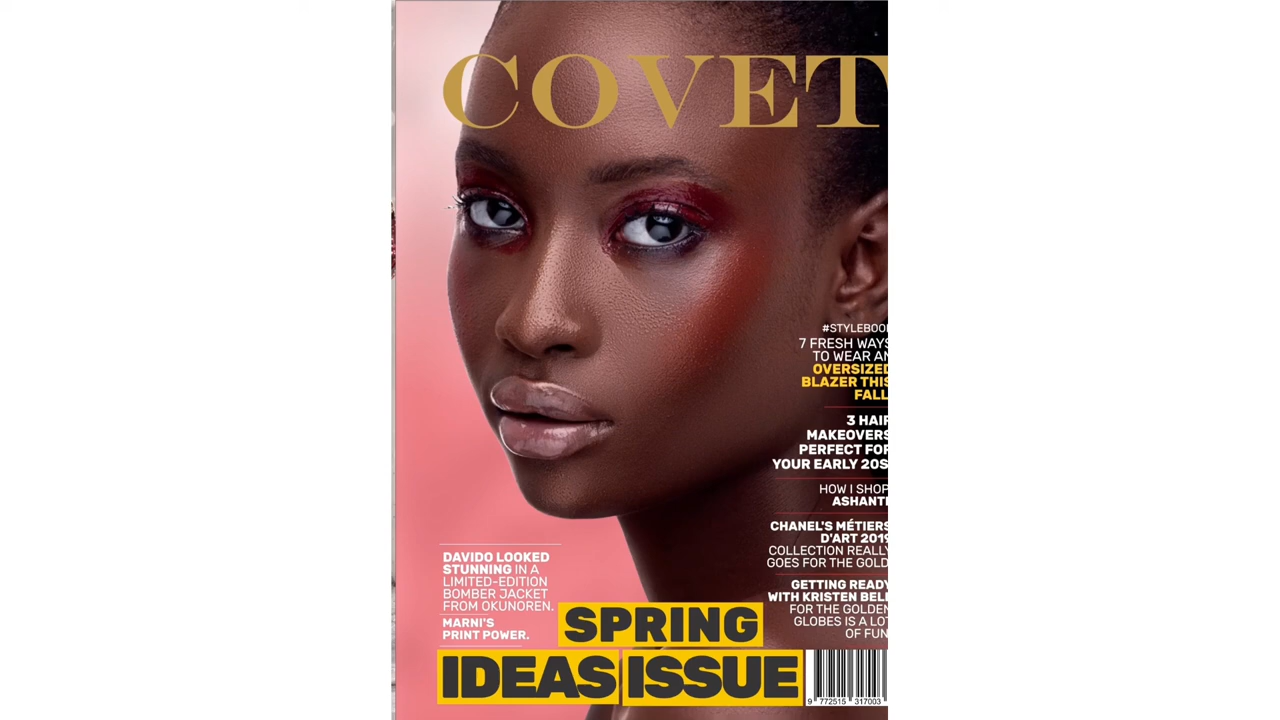 COVET
#STYLEBOO
7 FRESH WAYS
TO WEAR AN
OVERSIZED
BLAZER THIS
FALL
3 HAIR
MAKEOVERS
PERFECT FOR
YOUR EARLY 20S
HOW I SHOP
ASHANTI
CHANEL'S MÉTIERS
D'ART 2019
COLLECTION REALLY
GOES FOR THE GOLD
GETTING READY
WITH KRISTEN BELL
FOR THE GOLDEN
GLOBES IS A LOT
OF FUN
DAVIDO LOOKED
STUNNING IN A
LIMITED-EDITION
BOMBER JACKET
FROM OKUNOREN.
MARNI'S
PRINT POWER.
SPRING
IDEAS ISSUE
9 772515 317003